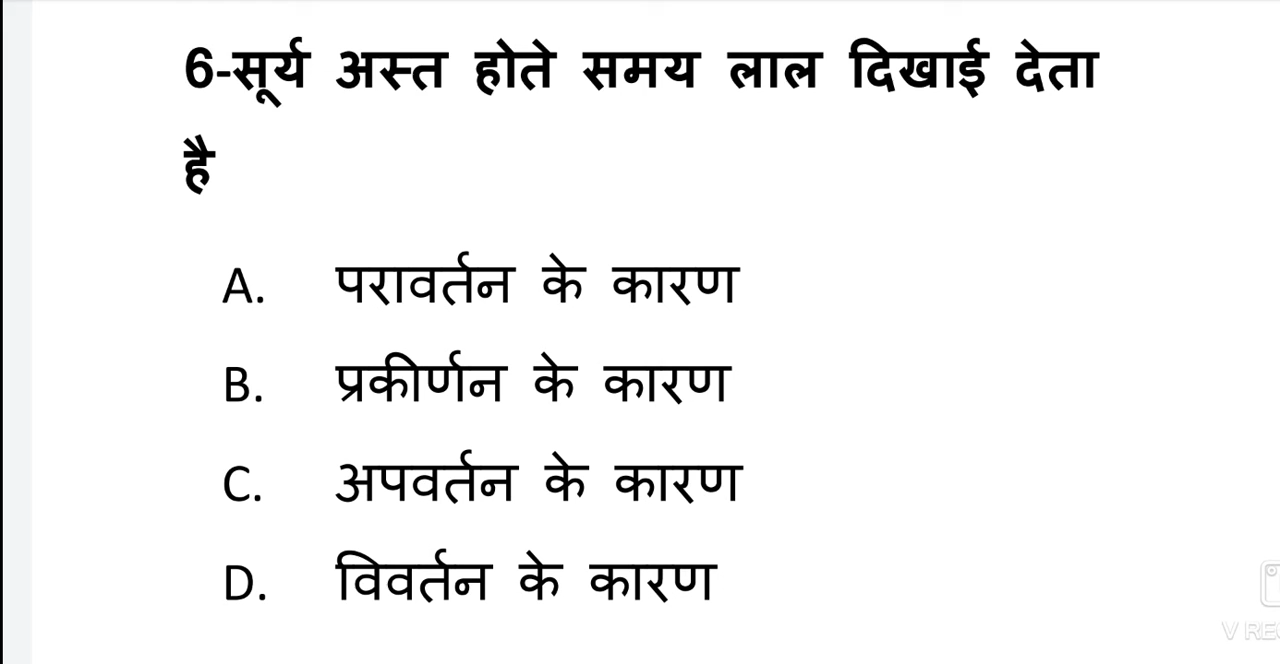 6-सूर्य अस्त होते समय लाल दिखाई देता
है
A. परावर्तन के कारण
B. प्रकीर्णन के कारण
C. अपवर्तन के कारण
D. विवर्तन के कारण